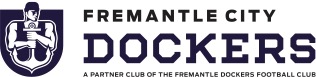 FREMANTLE CITY
DOCKERS
A PARTNER CLUB OF THE FREMANTLE DOCKERS FOOTBALL CLUB